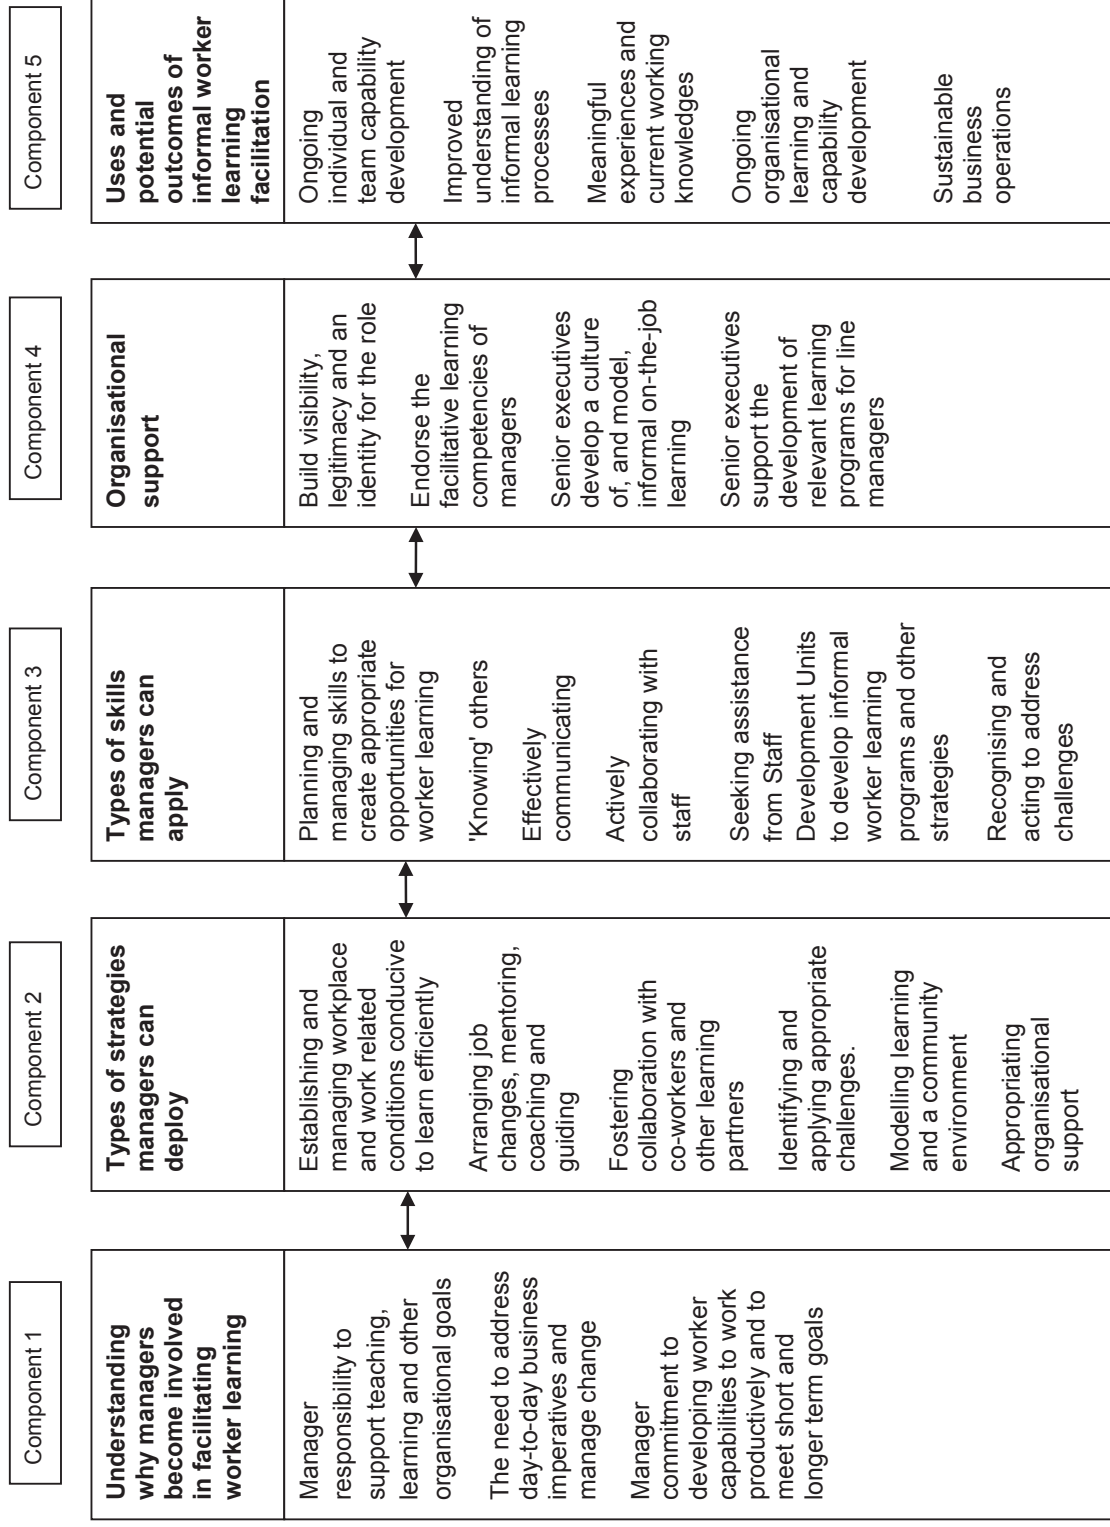 Component 1
Understanding
why managers
become involved
in facilitating
worker learning
Manager
responsibility to
support teaching,
learning and other
organisational goals
The need to address
day-to-day business
imperatives and
manage change
Manager
commitment to
developing worker
capabilities to work
productively and to
meet short and
longer term goals
Component 2
Types of strategies
managers can
deploy
Establishing and
managing workplace
and work related
conditions conducive
to learn efficiently
Arranging job
changes, mentoring,
coaching and
guiding
Fostering
collaboration with
co-workers and
other learning
partners
Identifying and
applying appropriate
challenges.
Modelling learning
and a community
environment
Appropriating
organisational
support
Component 3
Types of skills
managers can
apply
Planning and
managing skills to
create appropriate
opportunities for
worker learning
'Knowing' others
Effectively
communicating
Actively
collaborating with
staff
Seeking assistance
from Staff
Development Units
to develop informal
worker learning
programs and other
strategies
Recognising and
acting to address
challenges
Component 4
Organisational
support
Build visibility,
legitimacy and an
identity for the role
Endorse the
facilitative learning
competencies of
managers
Senior executives
develop a culture
of, and model,
informal on-the-job
learning
Senior executives
support the
development of
relevant learning
programs for line
managers
Component 5
Uses and
potential
outcomes of
informal worker
learning
facilitation
Ongoing
individual and
team capability
development
Improved
understanding of
informal learning
processes
Meaningful
experiences and
current working
knowledges
Ongoing
organisational
learning and
capability
development
Sustainable
business
operations